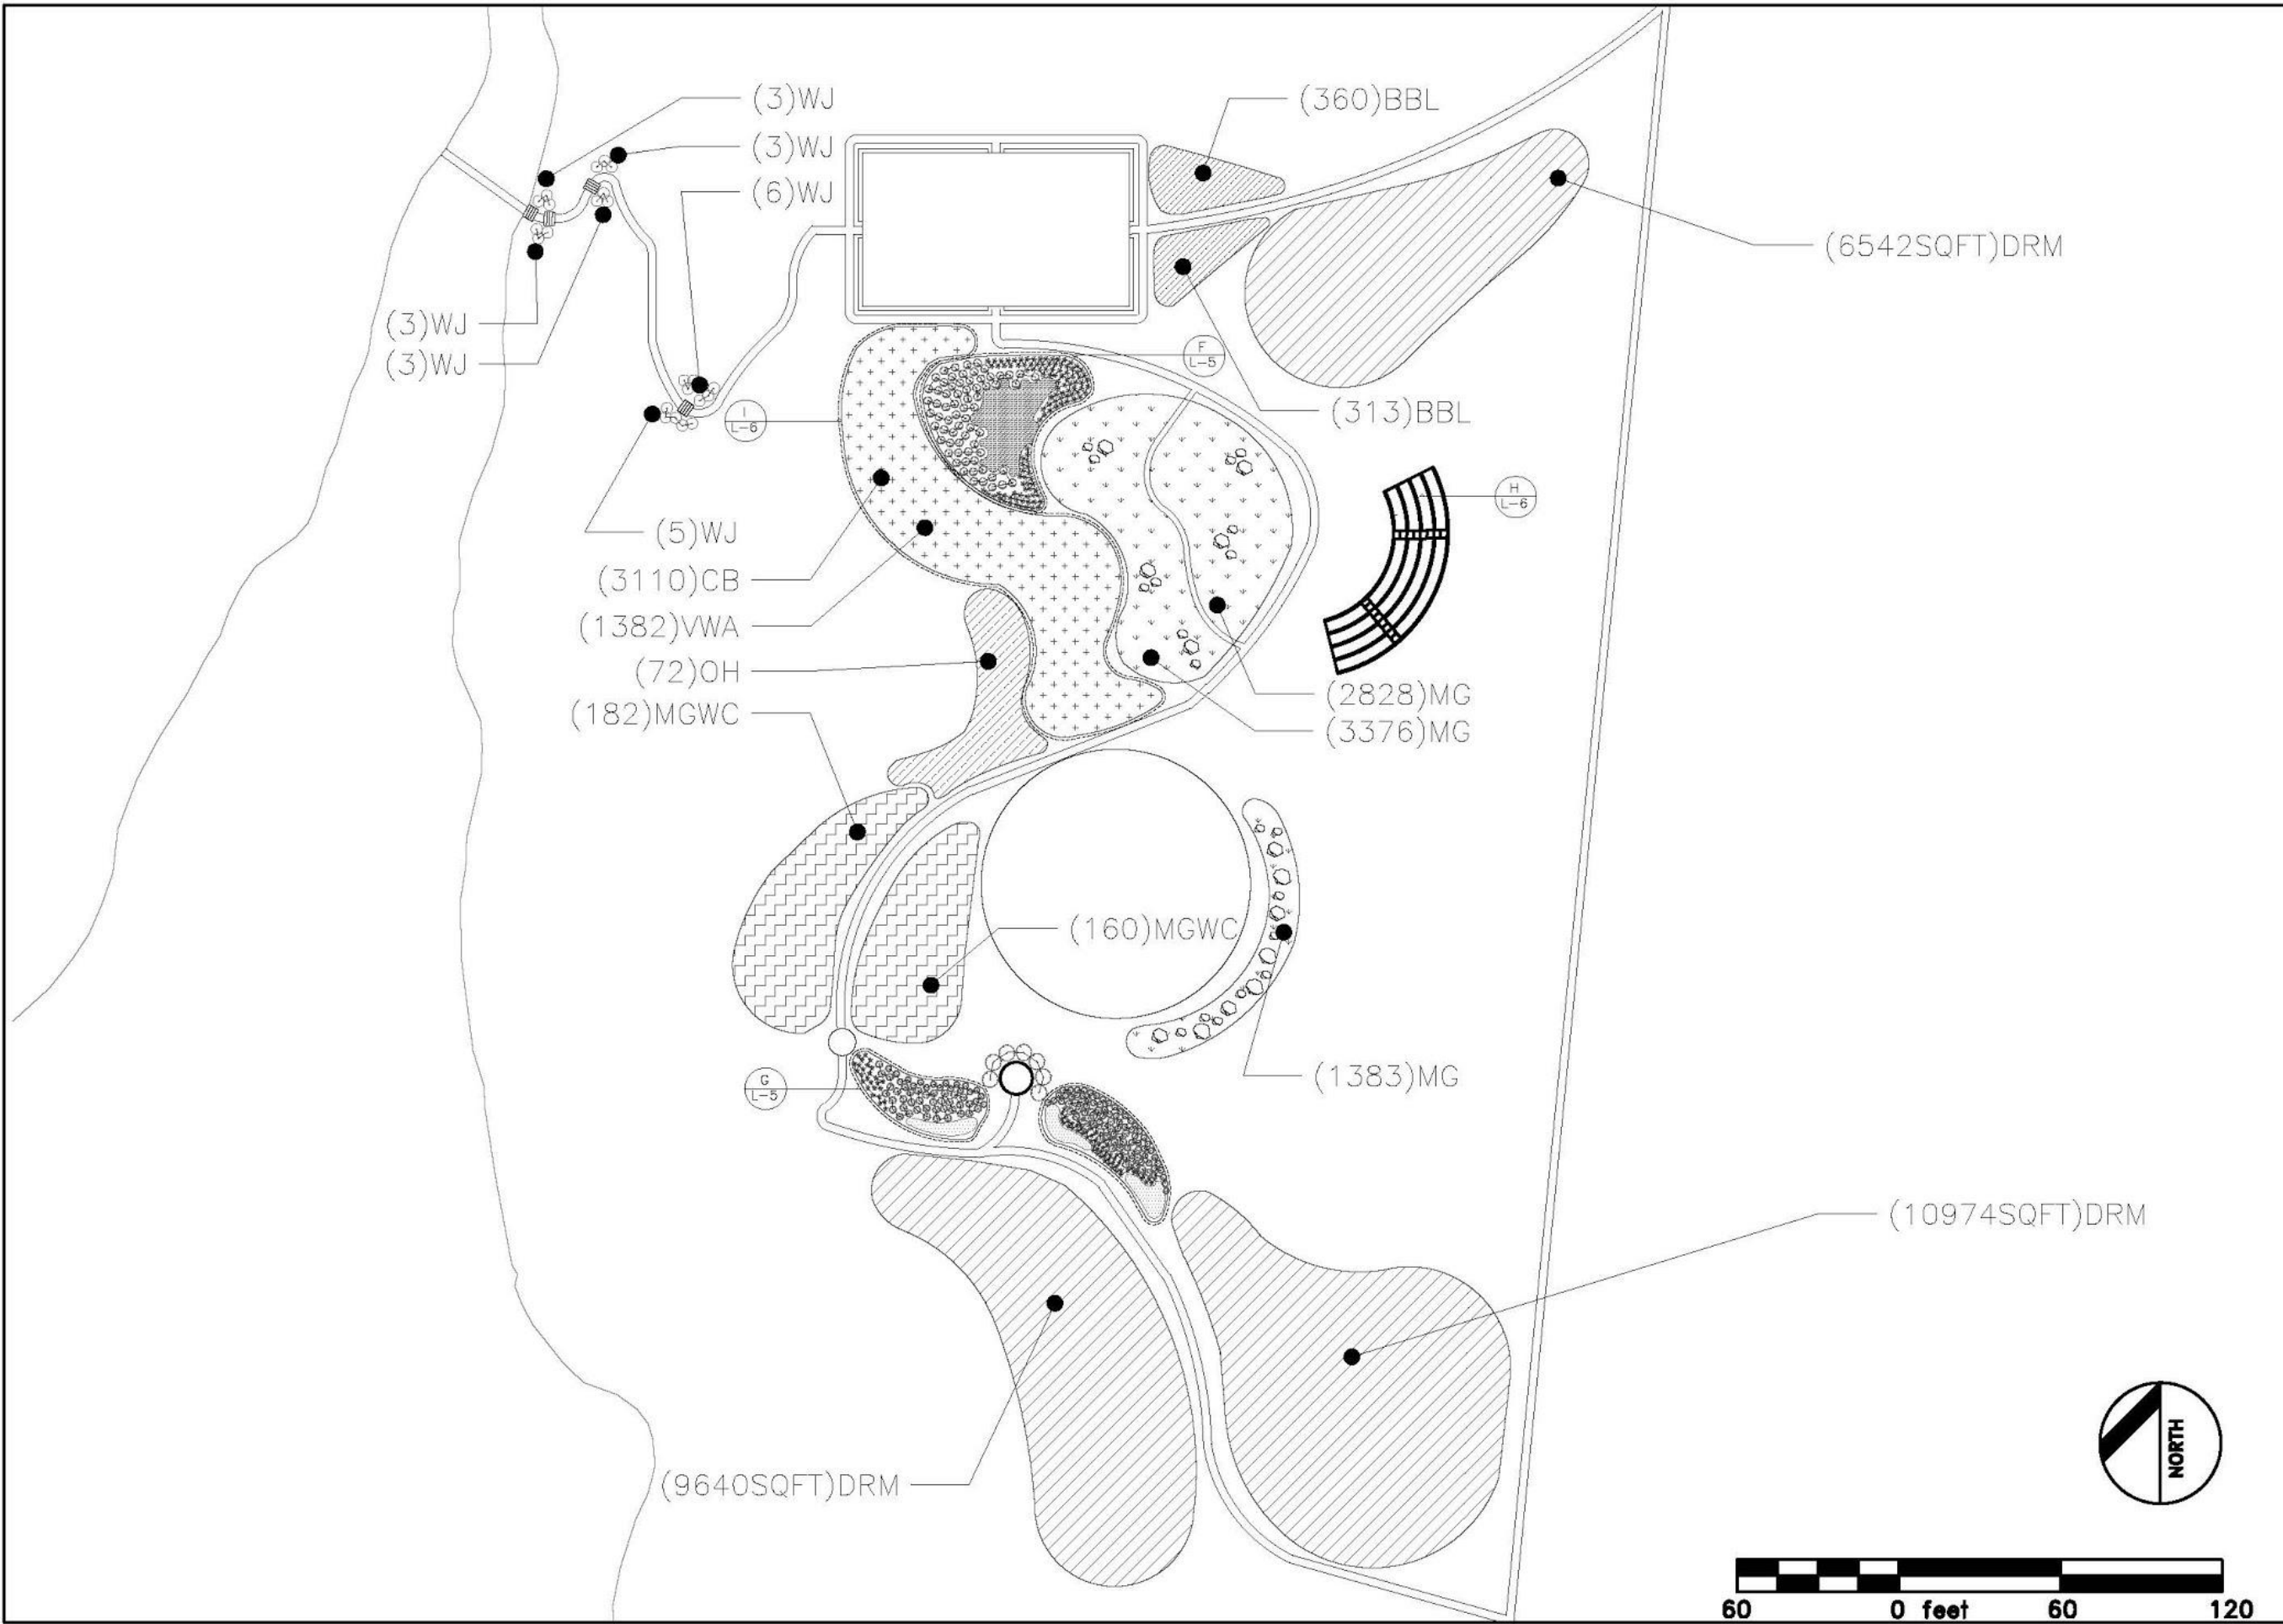 (3)WJ
(360)BBL
(3)WJ
(6)WJ
(6542SQFT)DRM
(3)WJ
(3)WJ
F
L-5
(313)BBL
I
L-6
H
L-6
(5)WJ
(3110)CB
(1382)VWA
(72)OH
(182)MGWC
(2828)MG
(3376)MG
(160)MGWC
(1383)MG
G
L-5
(10974SQFT)DRM
(9640SQFT)DRM
NORTH
60 0 feet 60 120